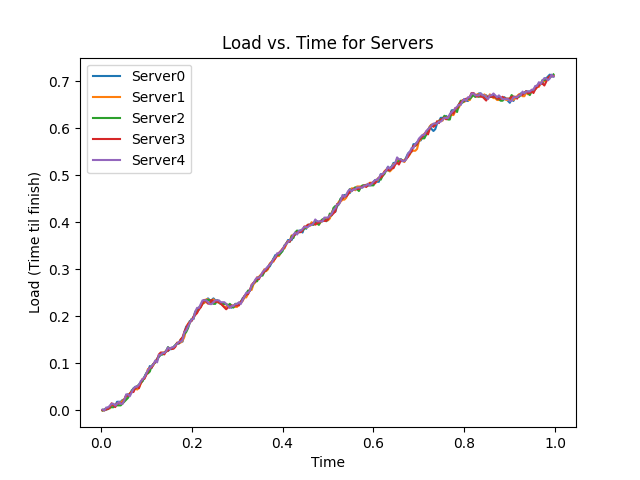 Load vs. Time for Servers
Server0
Server1
Server2
Server3
Server4
Load (Time til finish)
0.7
0.6
0.5
0.4
0.3
0.2
0.1
0.0
0.0 0.2 0.4 0.6 0.8 1.0
Time